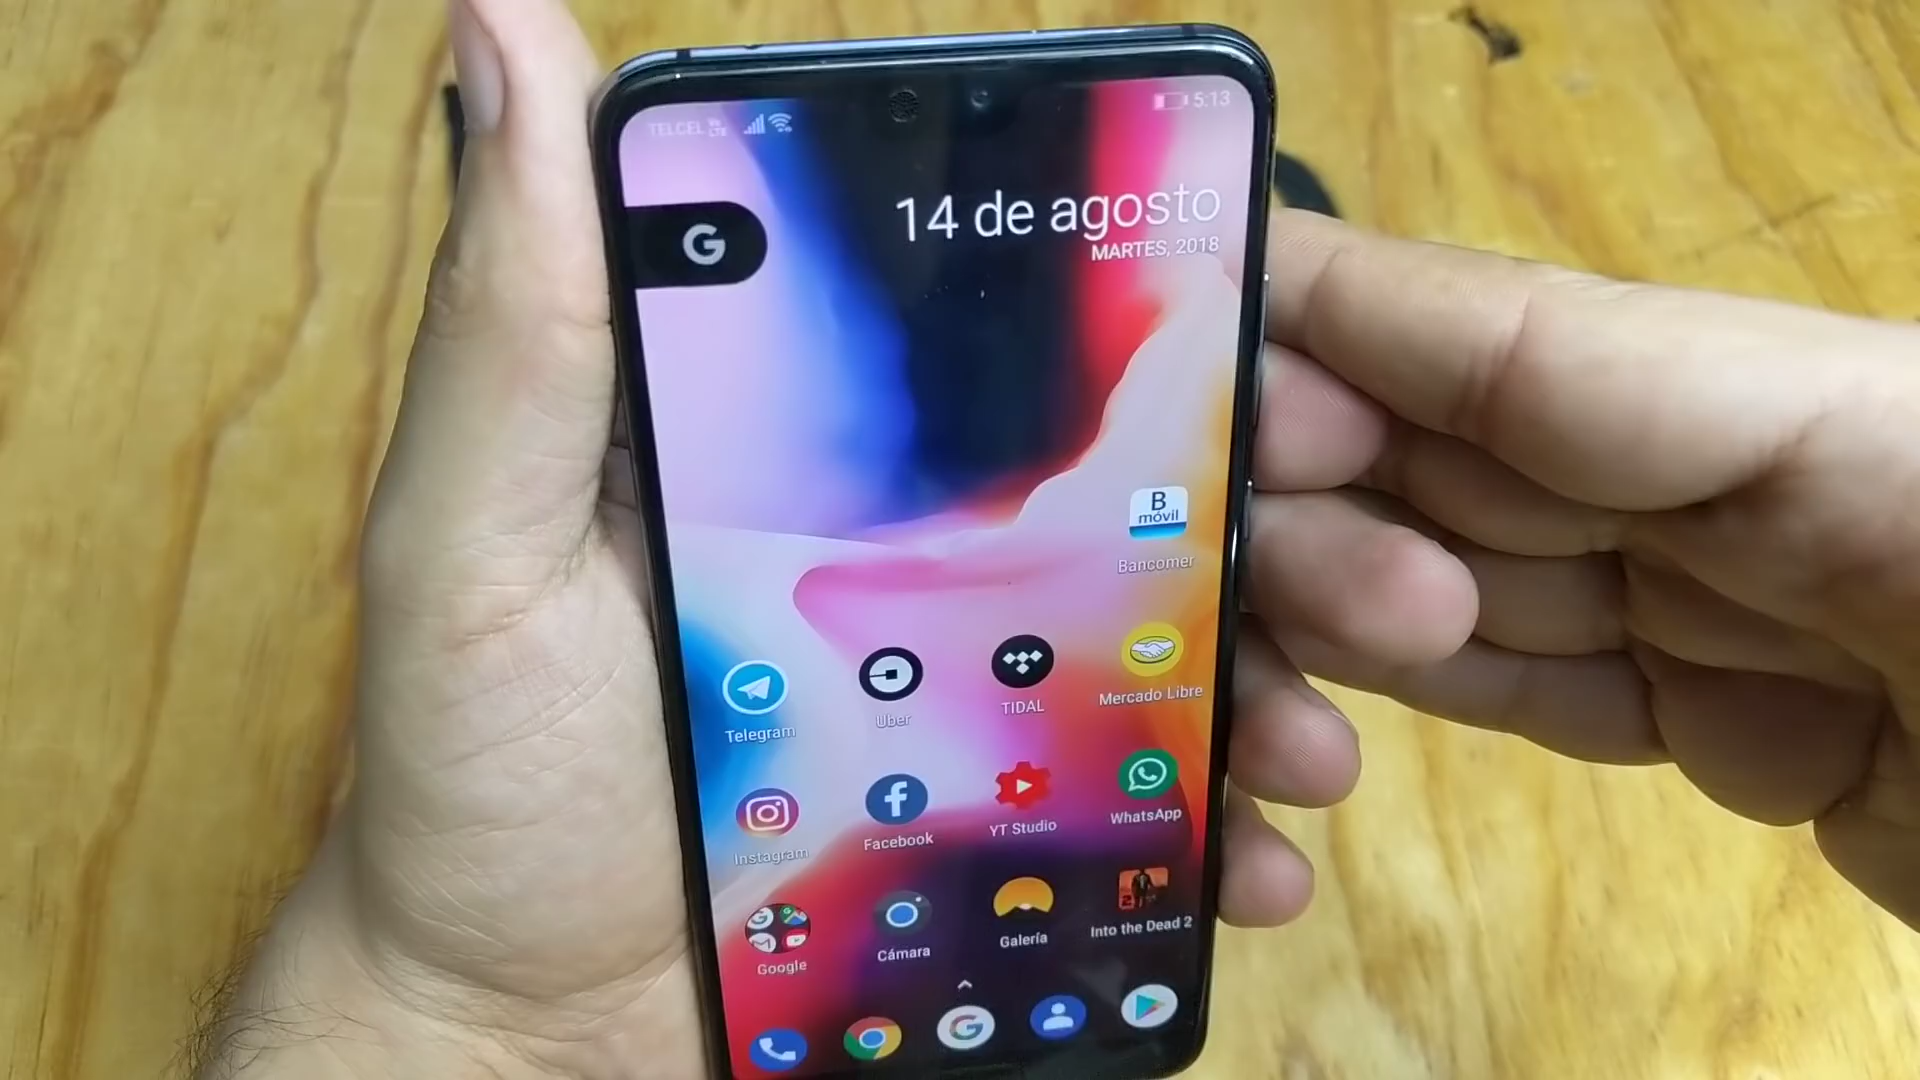 TELCEL
5:13
G
14 de agosto
MARTES, 2018
B
móvil
Bancomer
Telegram
Uber
TIDAL
Mercado Libre
Instagram
Facebook
YT Studio
WhatsApp
Google
Cámara
Galería
2
Into the Dead 2
G